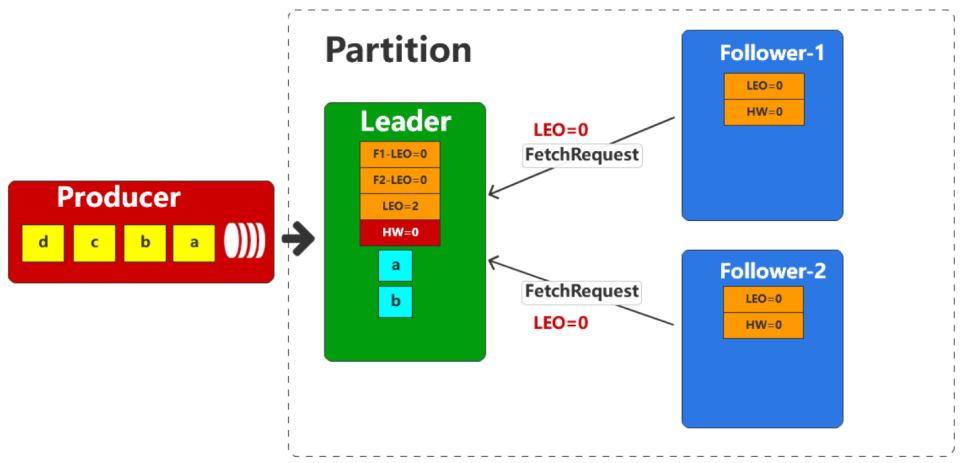 Partition
Producer
d c b a
Leader
F1-LEO=0
F2-LEO=0
LEO=2
HW=0
a
b
LEO=0
FetchRequest
FetchRequest
LEO=0
Follower-1
LEO=0
HW=0
Follower-2
LEO=0
HW=0